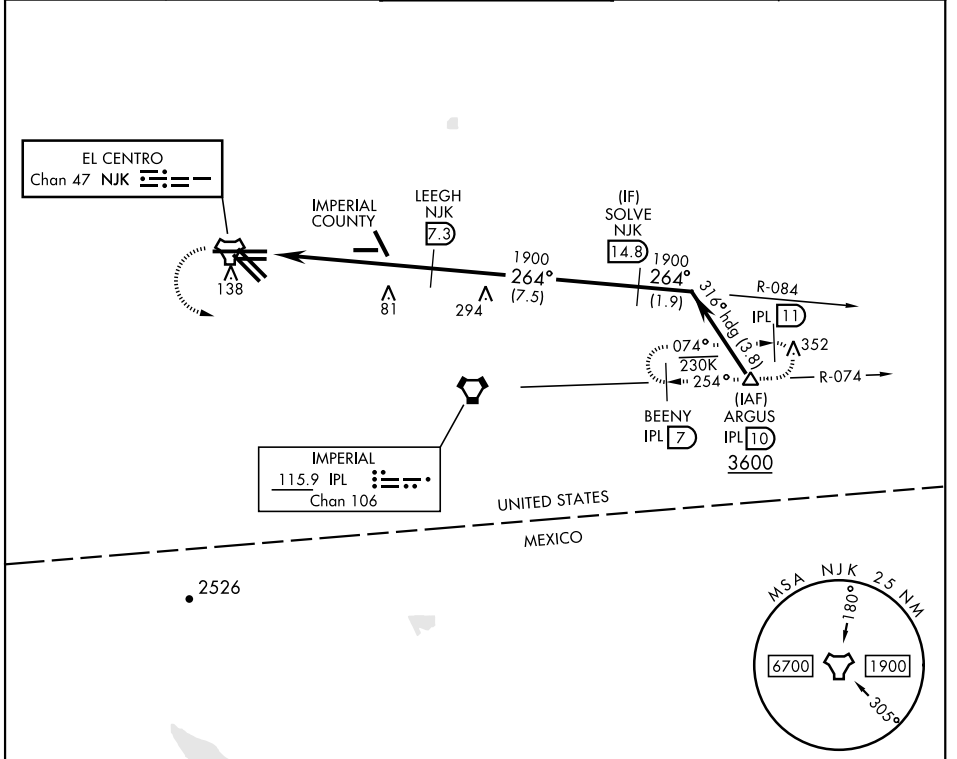 EL CENTRO
Chan 47 NJK
138
IMPERIAL
COUNTY
81
LEEGH
NJK
7.3
294
1900
264°
(7.5)
(IF)
SOLVE
NJK
14.8
1900
264°
(1.9)
316° hdg (3.8)
R-084
IPL 11
352
074°
230K
254°
R-074
BEENY
IPL 7
(IAF)
ARGUS
IPL 10
3600
IMPERIAL
115.9 IPL
Chan 106
UNITED STATES
MEXICO
2526
MSA NJK 25 NM
180°
6700
1900
305°